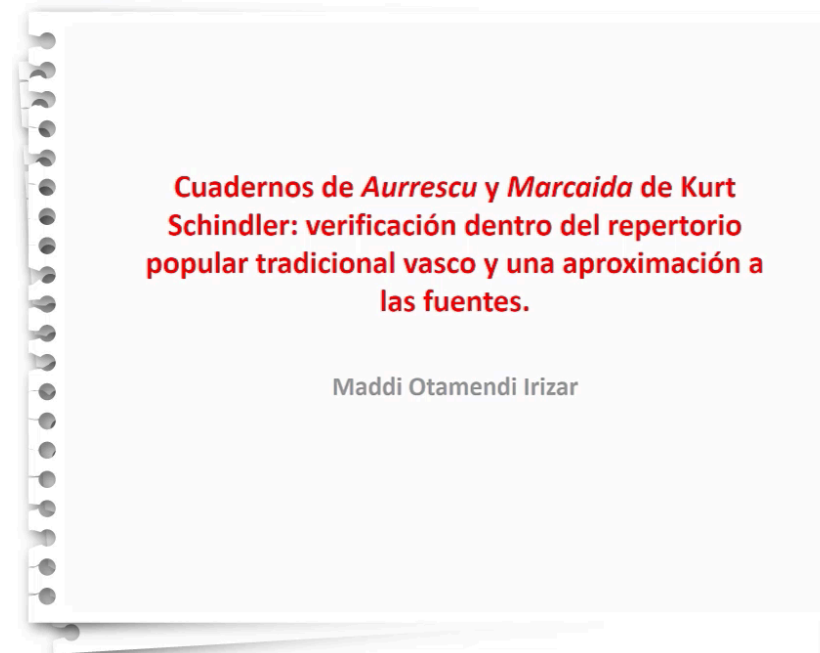 Cuadernos de Aurrescu y Marcaida de Kurt
Schindler: verificación dentro del repertorio
popular tradicional vasco y una aproximación a
las fuentes.
Maddi Otamendi Irizar